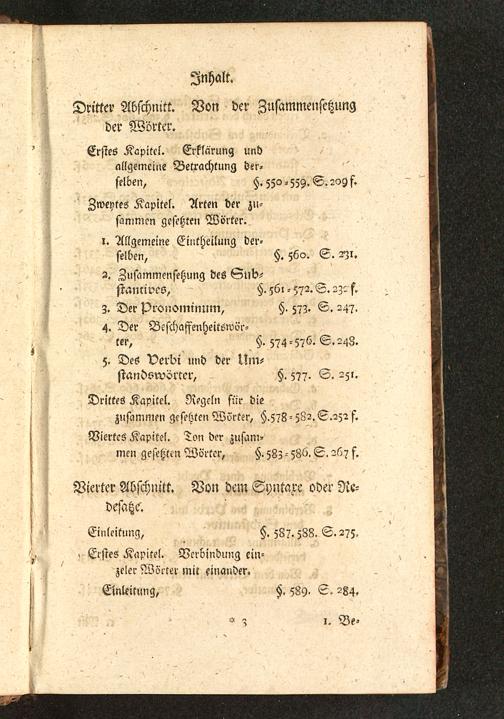 Inhalt.
Dritter Abschnitt. Von der Zusammensetzung
der Wörter.
Erstes Kapitel. Erklärung und
allgemeine Betrachtung der-
selben, §. 550-559. S. 209 f.
Zweytes Kapitel. Arten der zu-
sammen gesetzten Wörter.
1. Allgemeine Eintheilung der-
selben, §. 560. S. 231.
2. Zusammensetzung des Sub-
stantives, §. 561-572. S. 232 f.
3. Der Pronominum, §. 573. S. 247.
4. Der Beschaffenheitswör-
ter, §. 574-576. S. 248.
5. Des Verbi und der Um-
standswörter, §. 577. S. 251.
Drittes Kapitel. Regeln für die
zusammen gesetzten Wörter, §. 578-582. S. 252 f.
Viertes Kapitel. Ton der zusam-
men gesetzten Wörter, §. 583-586. S. 267 f.
Vierter Abschnitt. Von dem Syntaxe oder Re-
desatze.
Einleitung, §. 587. 588. S. 275.
Erstes Kapitel. Verbindung ein-
zeler Wörter mit einander.
Einleitung, §. 589. S. 284.
* 3 1. Be-